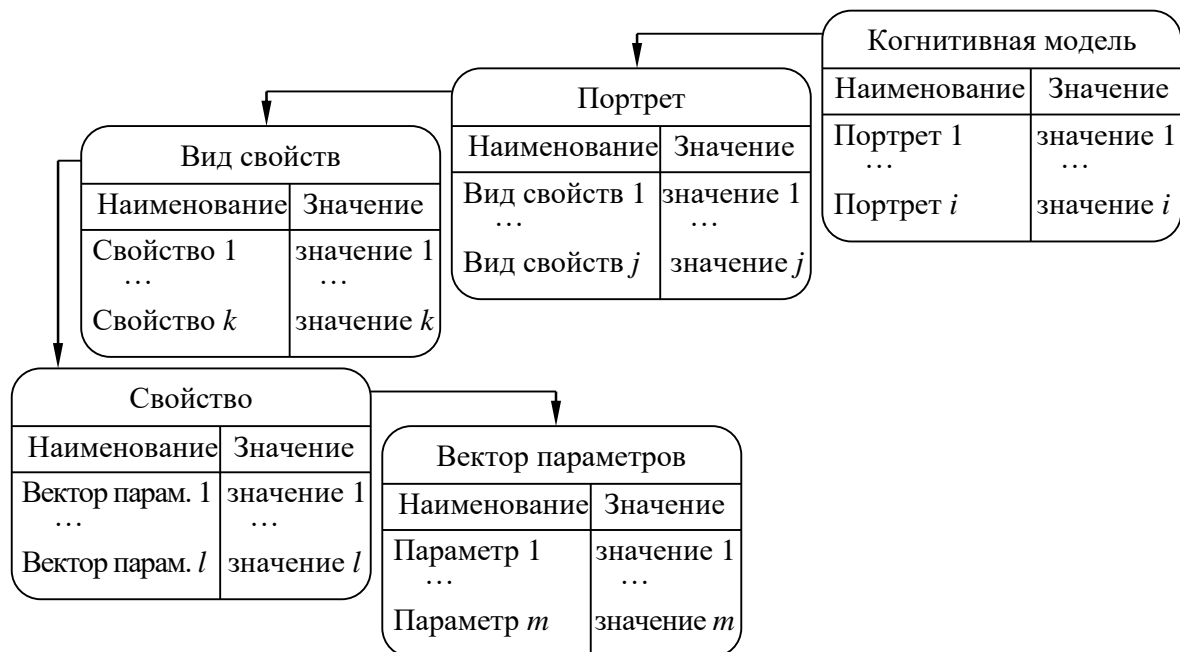 Когнитивная модель
Наименование Значение
Портрет 1 значение 1
... ...
Портрет i значение i
Портрет
Наименование Значение
Вид свойств 1 значение 1
... ...
Вид свойств j значение j
Вид свойств
Наименование Значение
Свойство 1 значение 1
... ...
Свойство k значение k
Свойство
Наименование Значение
Вектор парам. 1 значение 1
... ...
Вектор парам. l значение l
Вектор параметров
Наименование Значение
Параметр 1 значение 1
... ...
Параметр m значение m